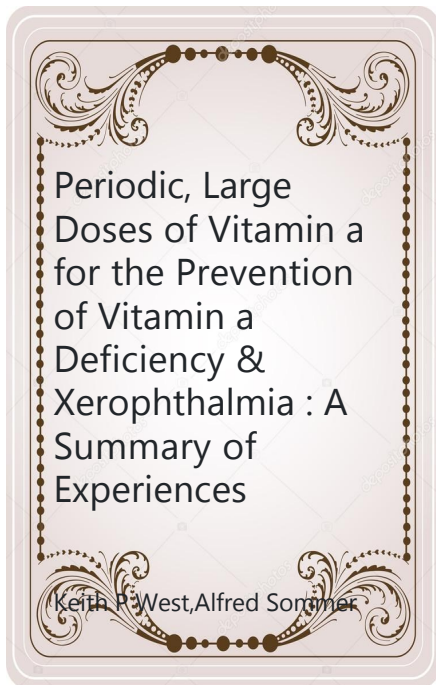 Periodic, Large
Doses of Vitamin a
for the Prevention
of Vitamin a
Deficiency &
Xerophthalmia : A
Summary of
Experiences
Keith P West,Alfred Sommer